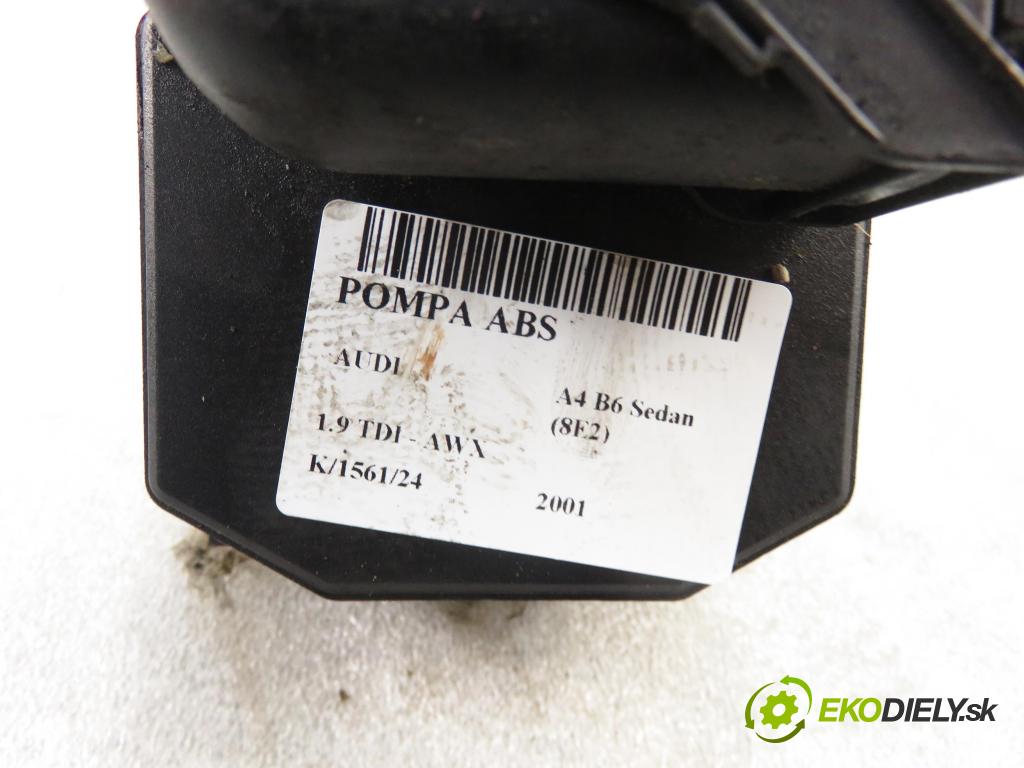 POMPA ABS
AUDI
A4 B6 Sedan
(8E2)
1.9 TDI - AWX
K/1561/24
2001
EKODIELY.sk